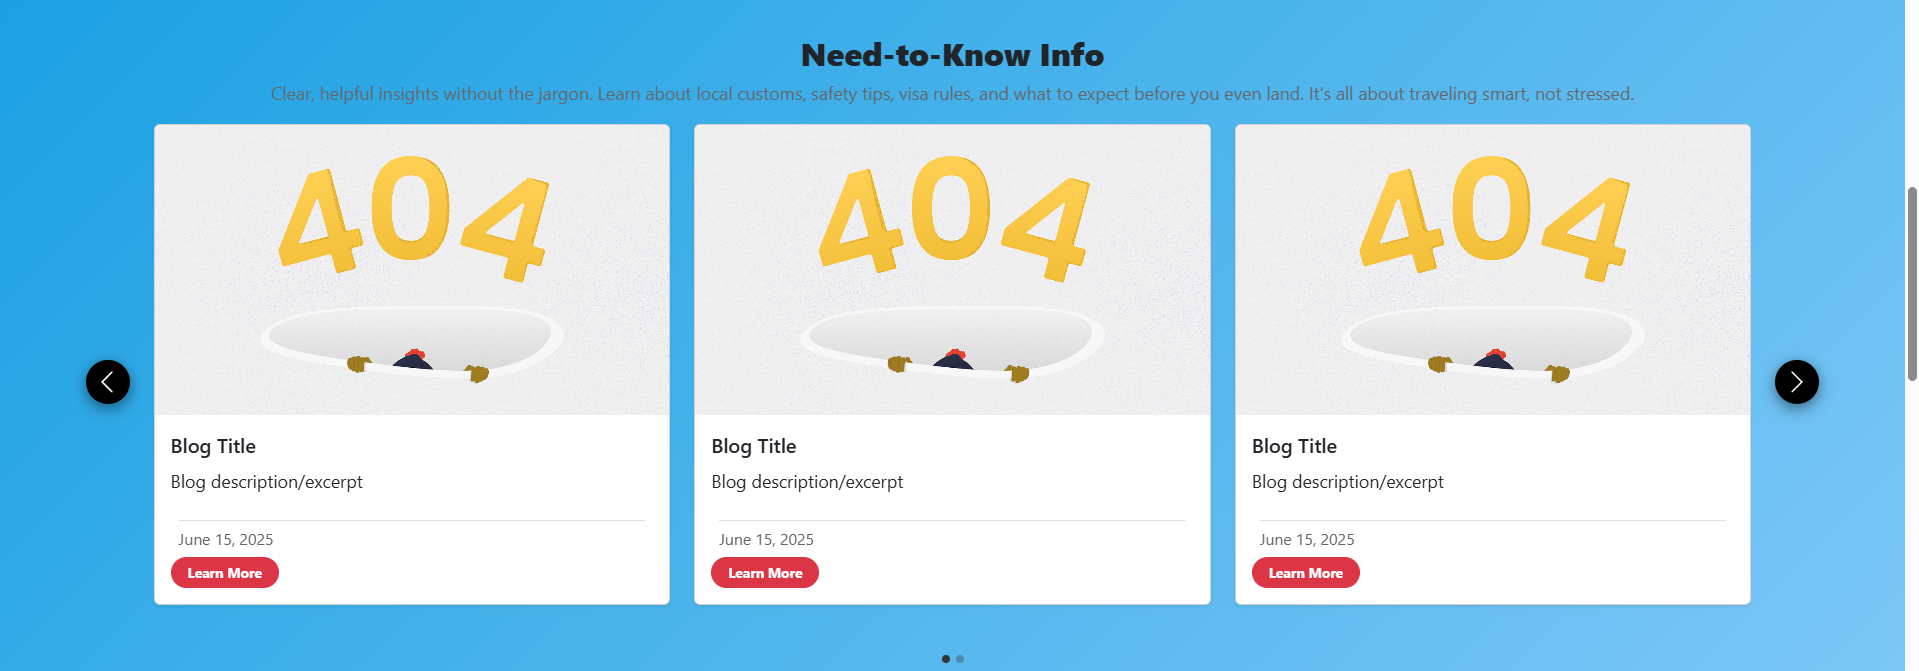 Need-to-Know Info
Clear, helpful insights without the jargon. Learn about local customs, safety tips, visa rules, and what to expect before you even land. It's all about traveling smart, not stressed.
404
Blog Title
Blog description/excerpt
June 15, 2025
Learn More
404
Blog Title
Blog description/excerpt
June 15, 2025
Learn More
404
Blog Title
Blog description/excerpt
June 15, 2025
Learn More